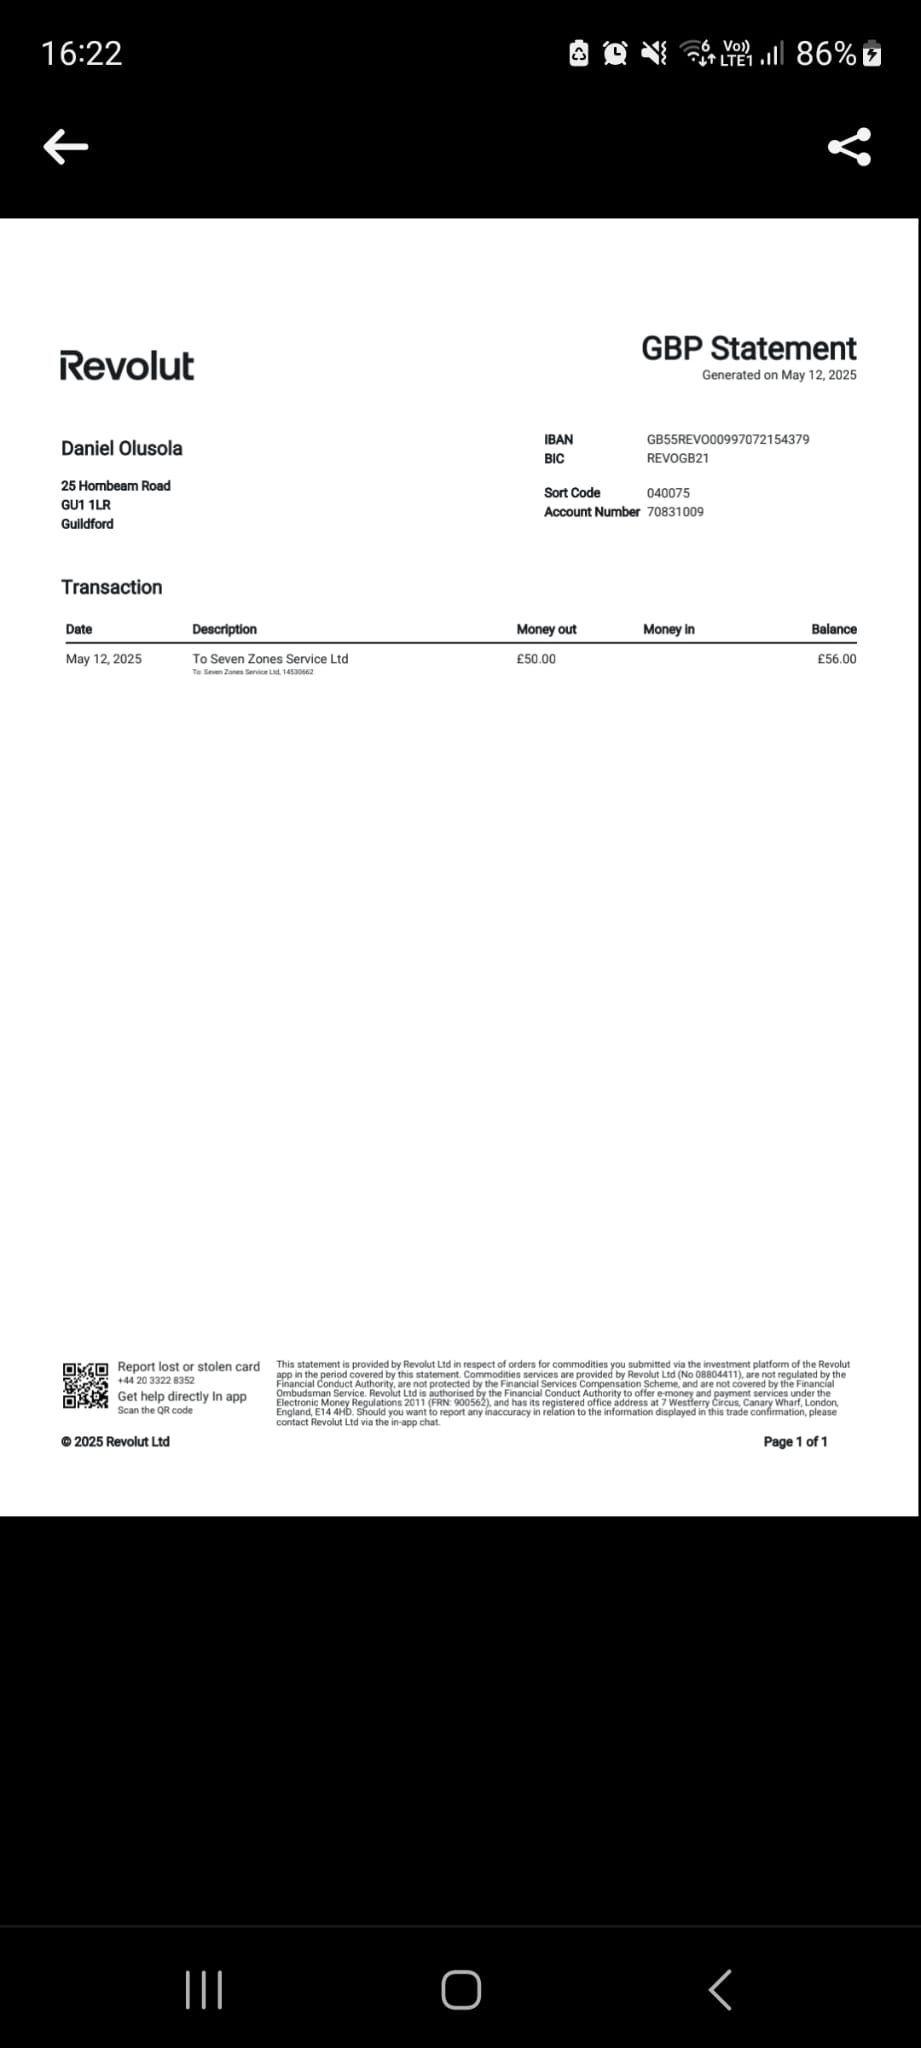 16:22
6 Vo)) LTE1 86%
Revolut
GBP Statement
Generated on May 12, 2025
Daniel Olusola
25 Hornbeam Road
GU1 1LR
Guildford
IBAN GB55REVO00997072154379
BIC REVOGB21
Sort Code 040075
Account Number 70831009
Transaction
Date Description Money out Money in Balance
May 12, 2025 To Seven Zones Service Ltd £50.00 £56.00
To: Seven Zones Service Ltd, 14530662
Report lost or stolen card
+44 20 3322 8352
Get help directly In app
Scan the QR code
This statement is provided by Revolut Ltd in respect of orders for commodities you submitted via the investment platform of the Revolut
app in the period covered by this statement. Commodities services are provided by Revolut Ltd (No 08804411), are not regulated by the
Financial Conduct Authority, are not protected by the Financial Services Compensation Scheme, and are not covered by the Financial
Ombudsman Service. Revolut Ltd is authorised by the Financial Conduct Authority to offer e-money and payment services under the
Electronic Money Regulations 2011 (FRN: 900562), and has its registered office address at 7 Westferry Circus, Canary Wharf, London,
England, E14 4HD. Should you want to report any inaccuracy in relation to the information displayed in this trade confirmation, please
contact Revolut Ltd via the in-app chat.
© 2025 Revolut Ltd
Page 1 of 1